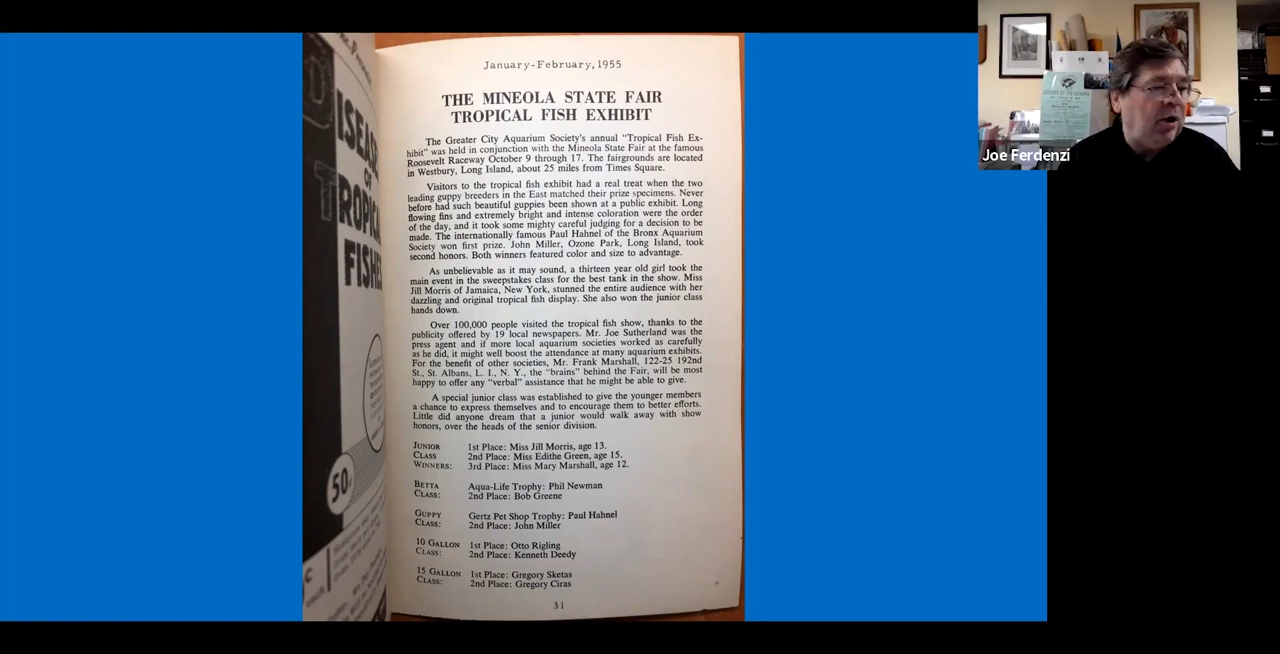 January-February, 1955
THE MINEOLA STATE FAIR
TROPICAL FISH EXHIBIT
The Greater City Aquarium Society's annual "Tropical Fish Ex-
hibit" was held in conjunction with the Mineola State Fair at the famous
Roosevelt Raceway October 9 through 17. The fairgrounds are located
in Westbury, Long Island, about 25 miles from Times Square.
Visitors to the tropical fish exhibit had a real treat when the two
leading guppy breeders in the East matched their prize specimens. Never
before had such beautiful guppies been shown at a public exhibit. Long
flowing fins and extremely bright and intense coloration were the order
of the day, and it took some mighty careful judging for a decision to be
made. The internationally famous Paul Hahnel of the Bronx Aquarium
Society won first prize. John Miller, Ozone Park, Long Island, took
second honors. Both winners featured color and size to advantage.
As unbelievable as it may sound, a thirteen year old girl took the
main event in the sweepstakes class for the best tank in the show. Miss
Jill Morris of Jamaica, New York, stunned the entire audience with her
dazzling and original tropical fish display. She also won the junior class
hands down.
Over 100,000 people visited the tropical fish show, thanks to the
publicity offered by 19 local newspapers. Mr. Joe Sutherland was the
press agent and if more local aquarium societies worked as carefully
as he did, it might well boost the attendance at many aquarium exhibits.
For the benefit of other societies, Mr. Frank Marshall, 122-25 192nd
St., St. Albans, L. I., N. Y., the "brains" behind the Fair, will be most
happy to offer any "verbal" assistance that he might be able to give.
A special junior class was established to give the younger members
a chance to express themselves and to encourage them to better efforts.
Little did anyone dream that a junior would walk away with show
honors, over the heads of the senior division.
JUNIOR 1st Place: Miss Jill Morris, age 13.
CLASS 2nd Place: Miss Edithe Green, age 15.
WINNERS: 3rd Place: Miss Mary Marshall, age 12.
BETTA Aqua-Life Trophy: Phil Newman
CLASS: 2nd Place: Bob Greene
GUPPY Gertz Pet Shop Trophy: Paul Hahnel
CLASS: 2nd Place: John Miller
10 GALLON 1st Place: Otto Rigling
CLASS: 2nd Place: Kenneth Deedy
15 GALLON 1st Place: Gregory Sketas
CLASS: 2nd Place: Gregory Ciras
31
OF
50¢
Joe Ferdenzi